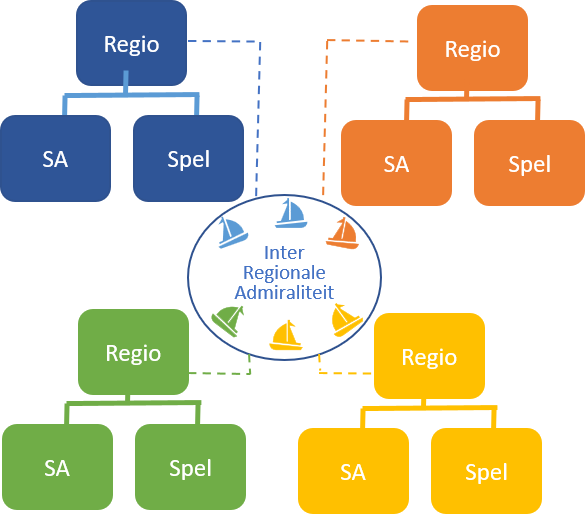 Regio
Regio
SA
Spel
SA
Spel
Inter
Regionale
Admiraliteit
Regio
Regio
SA
Spel
SA
Spel